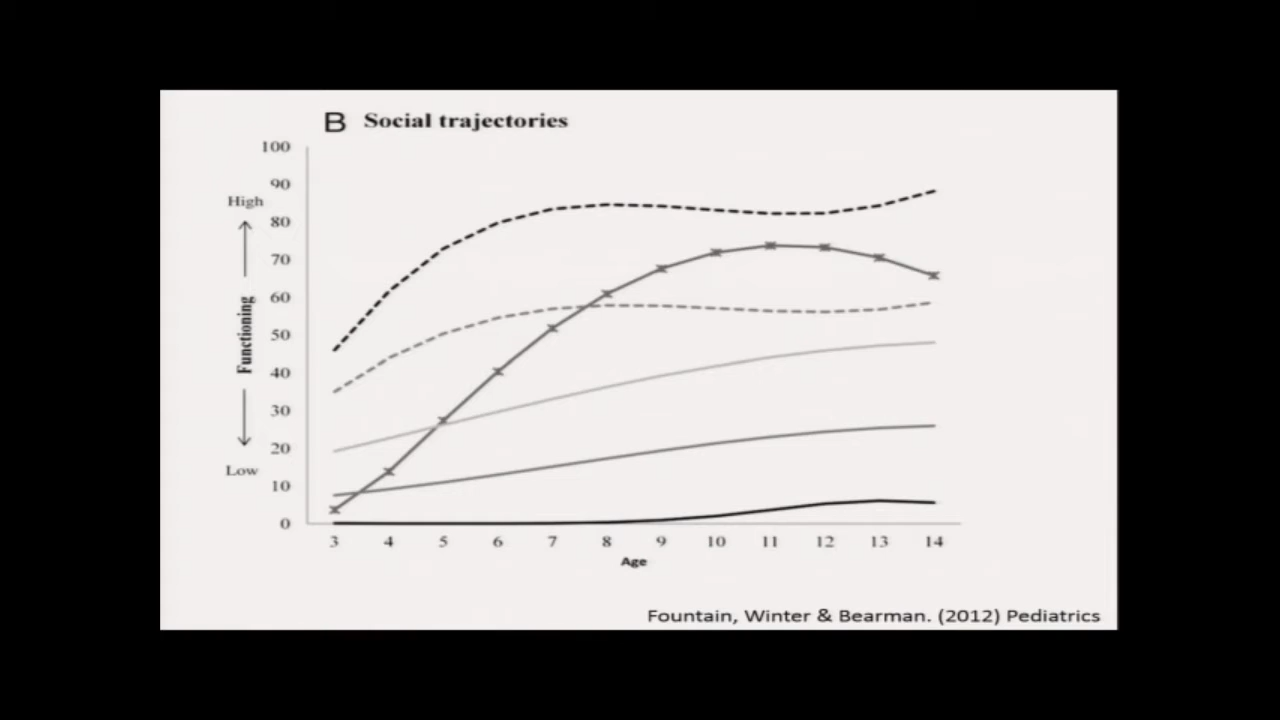 B Social trajectories
100
90
High
80
70
60
Functioning
50
40
30
20
Low
10
0
3 4 5 6 7 8 9 10 11 12 13 14
Age
Fountain, Winter & Bearman. (2012) Pediatrics